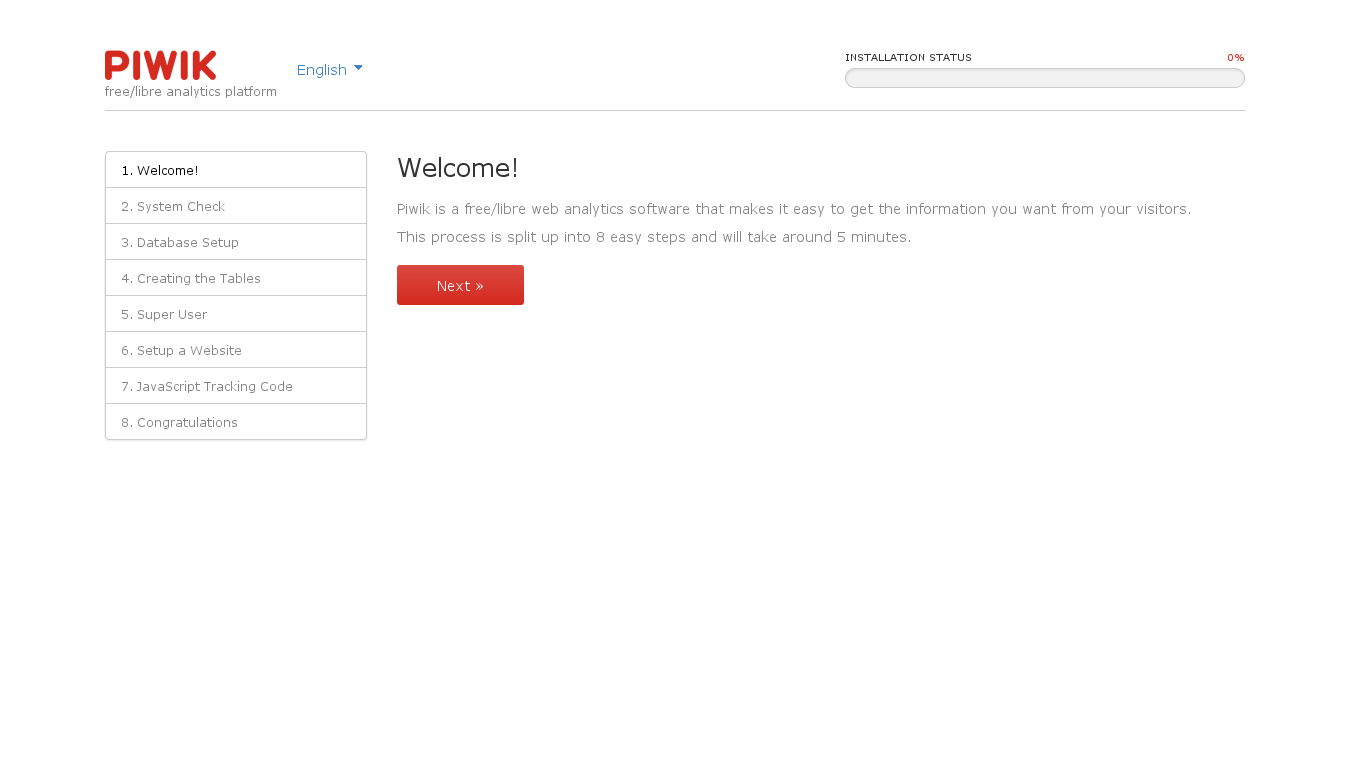 PIWIK
free/libre analytics platform
English
INSTALLATION STATUS 0%
1. Welcome!
2. System Check
3. Database Setup
4. Creating the Tables
5. Super User
6. Setup a Website
7. JavaScript Tracking Code
8. Congratulations
Welcome!
Piwik is a free/libre web analytics software that makes it easy to get the information you want from your visitors.
This process is split up into 8 easy steps and will take around 5 minutes.
Next »